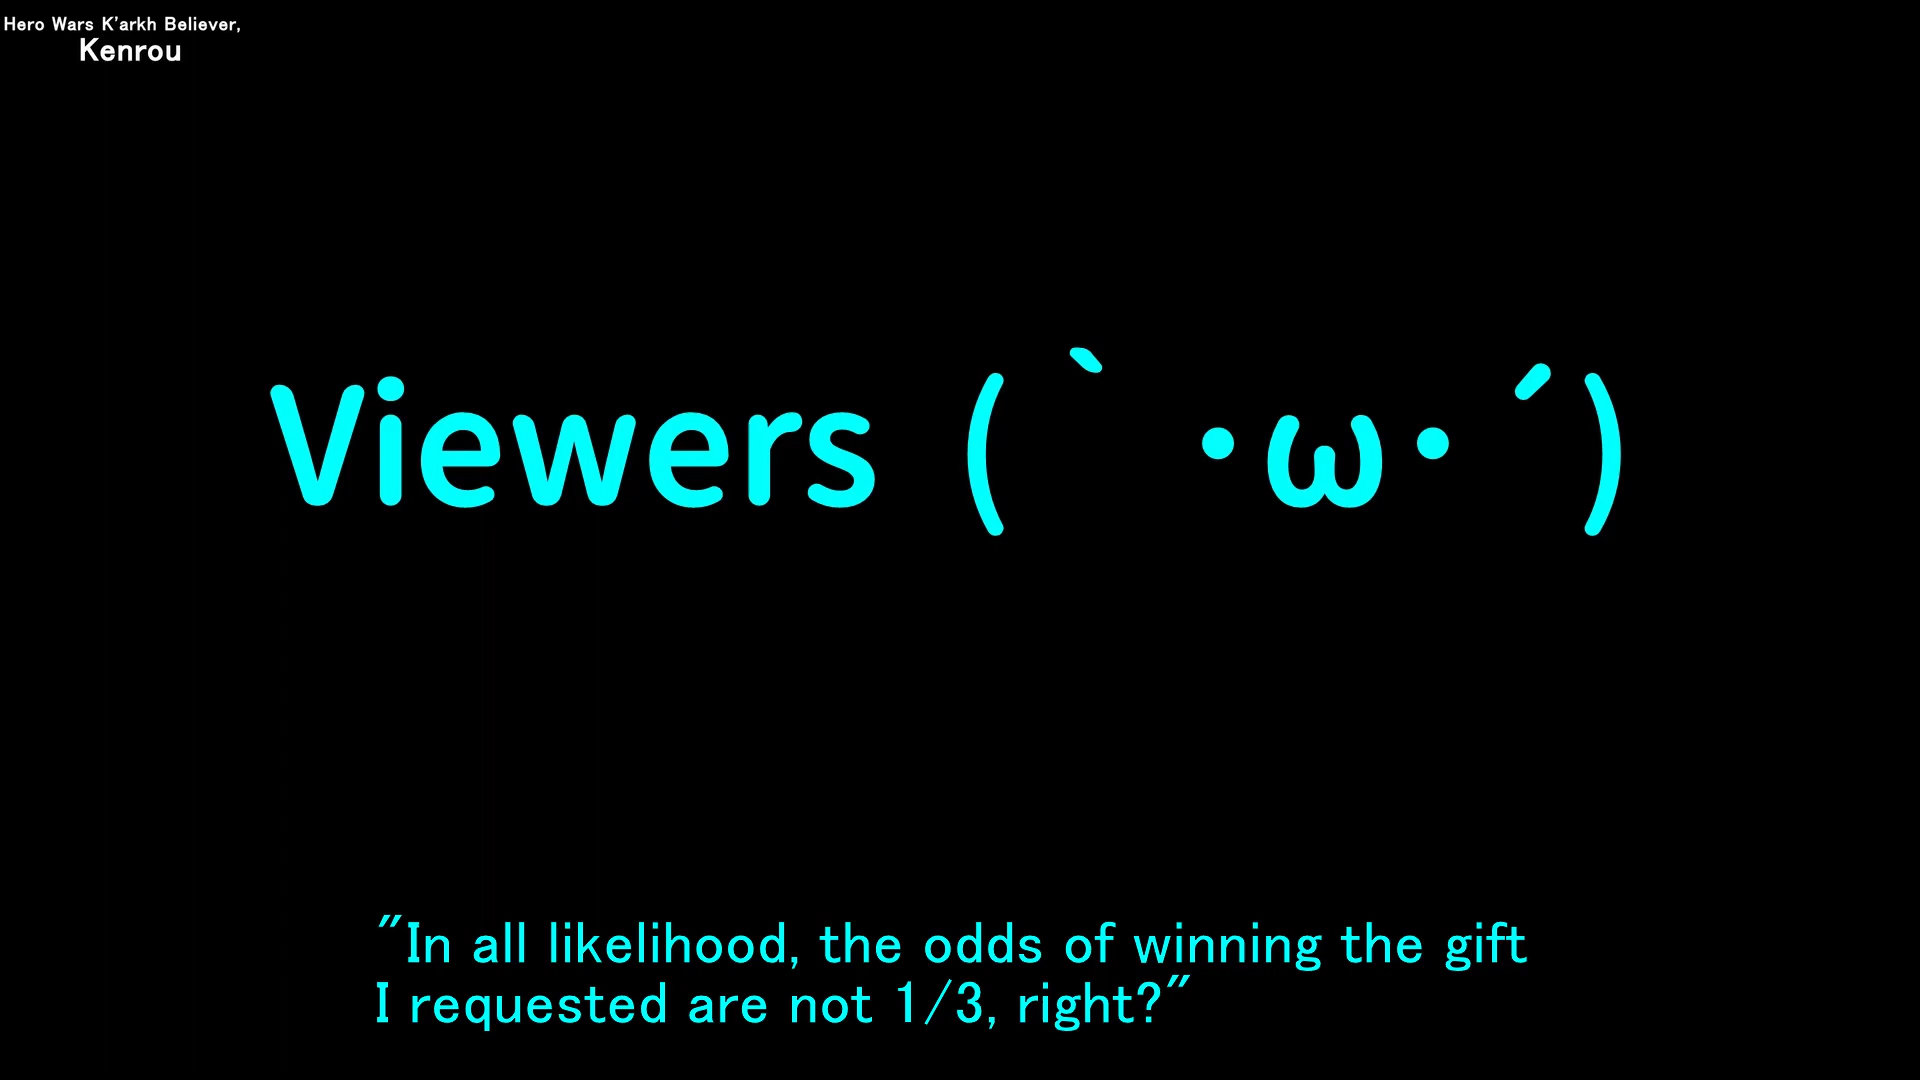 Hero Wars K'arkh Believer,
Kenrou
Viewers (｀・ω・´)
"In all likelihood, the odds of winning the gift
I requested are not 1/3, right?"